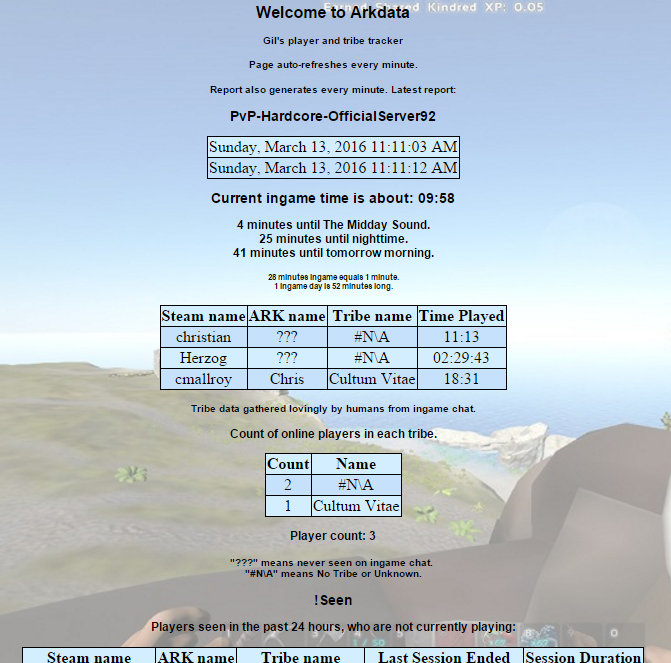 Earned Shared Kindred XP: 0.05
Welcome to Arkdata
Gil's player and tribe tracker
Page auto-refreshes every minute.
Report also generates every minute. Latest report:
PvP-Hardcore-OfficialServer92
Sunday, March 13, 2016 11:11:03 AM
Sunday, March 13, 2016 11:11:12 AM
Current ingame time is about: 09:58
4 minutes until The Midday Sound.
25 minutes until nighttime.
41 minutes until tomorrow morning.
28 minutes ingame equals 1 minute.
1 ingame day is 52 minutes long.
Steam name ARK name Tribe name Time Played
christian ??? #N\A 11:13
Herzog ??? #N\A 02:29:43
cmallroy Chris Cultum Vitae 18:31
Tribe data gathered lovingly by humans from ingame chat.
Count of online players in each tribe.
Count Name
2 #N\A
1 Cultum Vitae
Player count: 3
"???" means never seen on ingame chat.
"#N\A" means No Tribe or Unknown.
!Seen
Players seen in the past 24 hours, who are not currently playing:
Steam name ARK name Tribe name Last Session Ended Session Duration